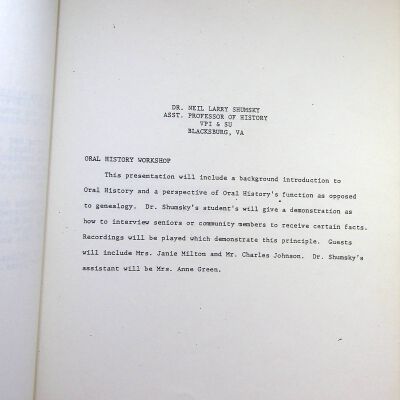 DR. NEIL LARRY SHUMSKY
ASST. PROFESSOR OF HISTORY
VPI & SU
BLACKSBURG, VA
ORAL HISTORY WORKSHOP
This presentation will include a background introduction to
Oral History and a perspective of Oral History's function as opposed
to genealogy. Dr. Shumsky's student's will give a demonstration as
how to interview seniors or community members to receive certain facts.
Recordings will be played which demonstrate this principle. Guests
will include Mrs. Janie Milton and Mr. Charles Johnson. Dr. Shumsky's
assistant will be Mrs. Anne Green.